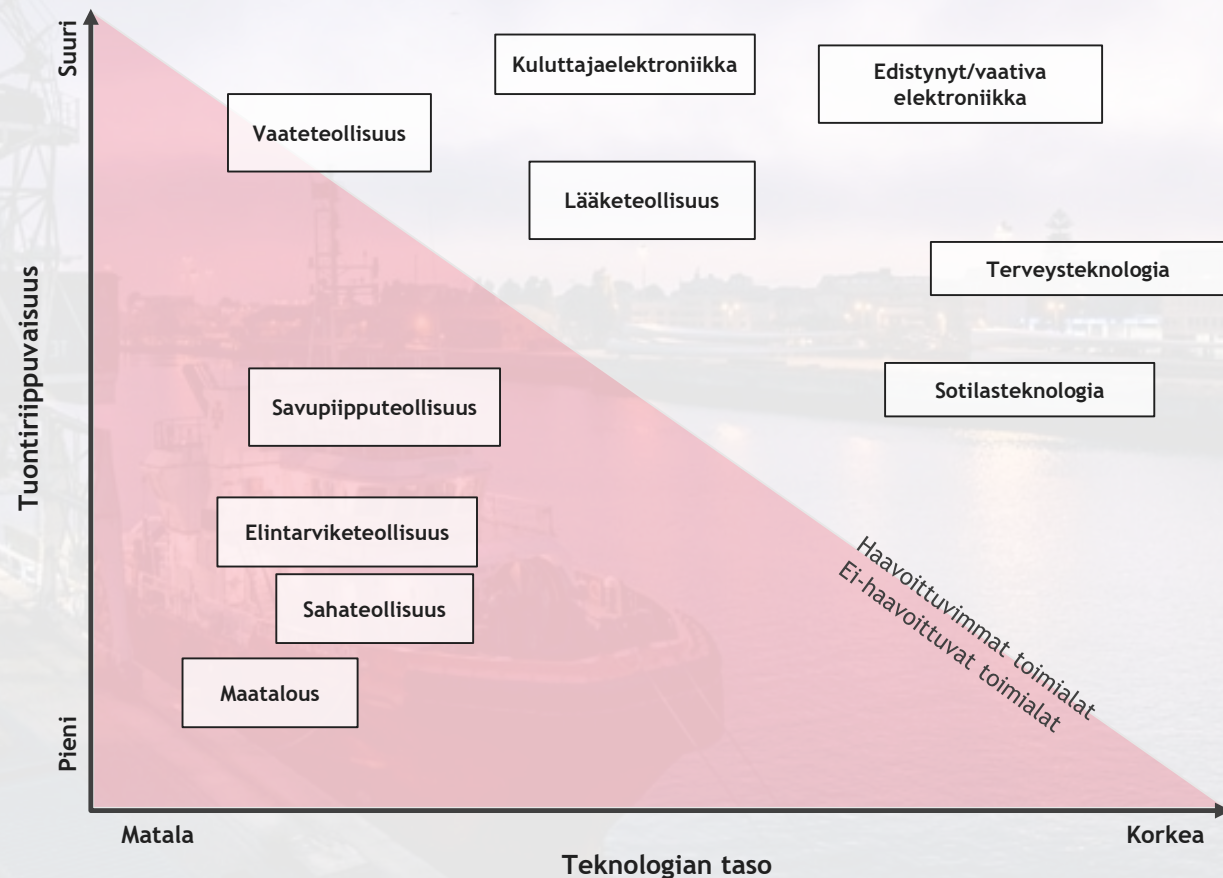 Suuri
Kuluttajaelektroniikka
Edistynyt/vaativa
elektroniikka
Vaateteollisuus
Lääketeollisuus
Terveysteknologia
Tuontiriippuvaisuus
Savupiipputeollisuus
Sotilasteknologia
Elintarviketeollisuus
Sahateollisuus
Haavoittuvimmat toimialat
Ei-haavoittuvat toimialat
Maatalous
Pieni
Matala
Korkea
Teknologian taso